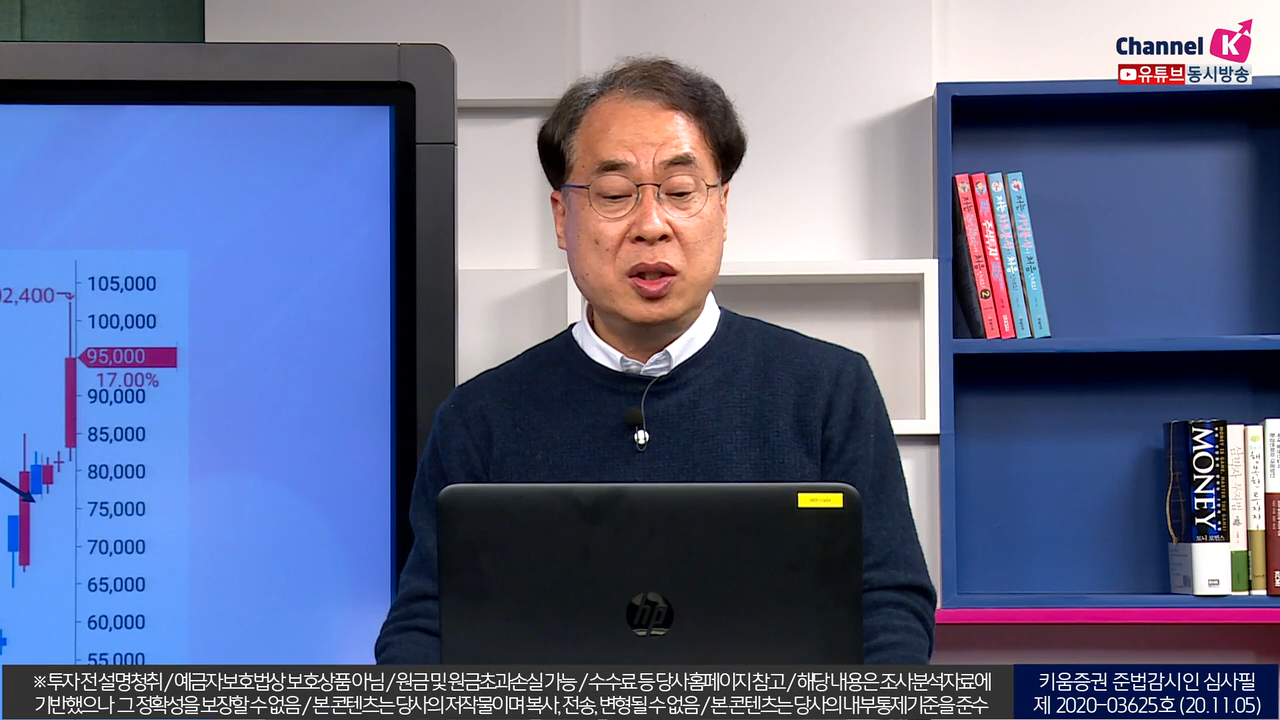 Channel K
유튜브동시방송
02,400
105,000
100,000
95,000
17.00%
90,000
85,000
80,000
75,000
70,000
65,000
60,000
55,000
2
MONEY
토니 로빈스
hp
※ 투자 전 설명청취 / 예금자보호법상 보호상품 아님 / 원금 및 원금초과손실 가능 / 수수료 등 당사홈페이지 참고 / 해당 내용은 조사분석자료에
기반했으나 그 정확성을 보장할 수 없음 / 본 콘텐츠는 당사의 저작물이며 복사, 전송, 변형될 수 없음 / 본 콘텐츠는 당사의 내부통제기준을 준수
키움증권 준법감시인 심사필
제 2020-03625호 (20.11.05)